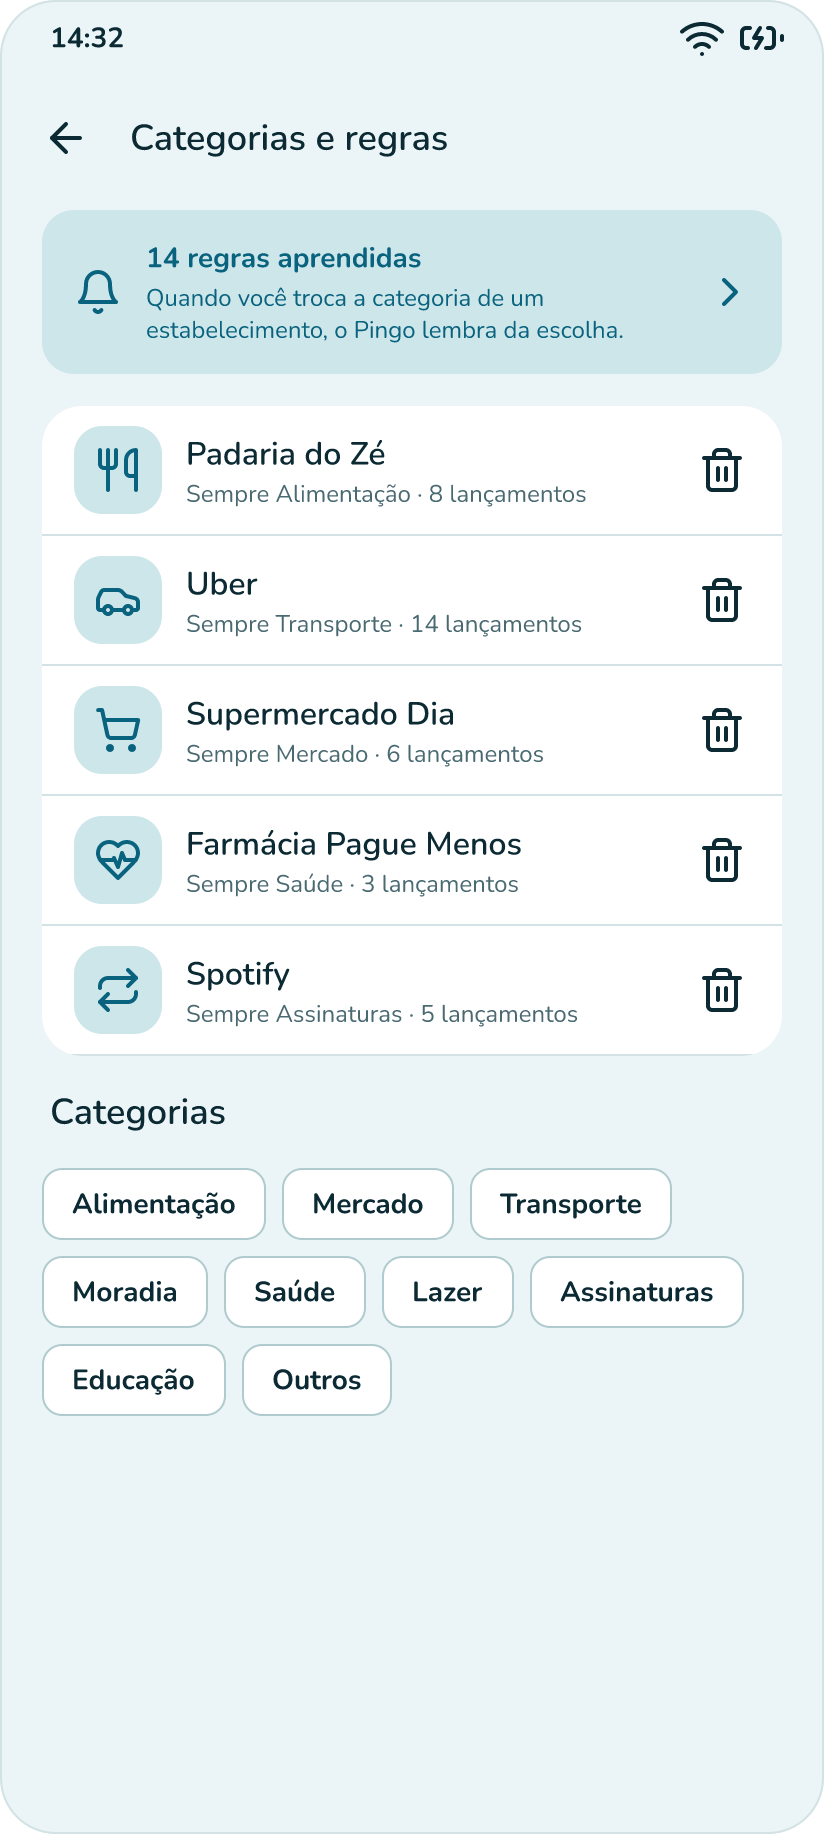 14:32
Categorias e regras
14 regras aprendidas
Quando você troca a categoria de um
estabelecimento, o Pingo lembra da escolha.
Padaria do Zé
Sempre Alimentação · 8 lançamentos
Uber
Sempre Transporte · 14 lançamentos
Supermercado Dia
Sempre Mercado · 6 lançamentos
Farmácia Pague Menos
Sempre Saúde · 3 lançamentos
Spotify
Sempre Assinaturas · 5 lançamentos
Categorias
Alimentação Mercado Transporte
Moradia Saúde Lazer Assinaturas
Educação Outros